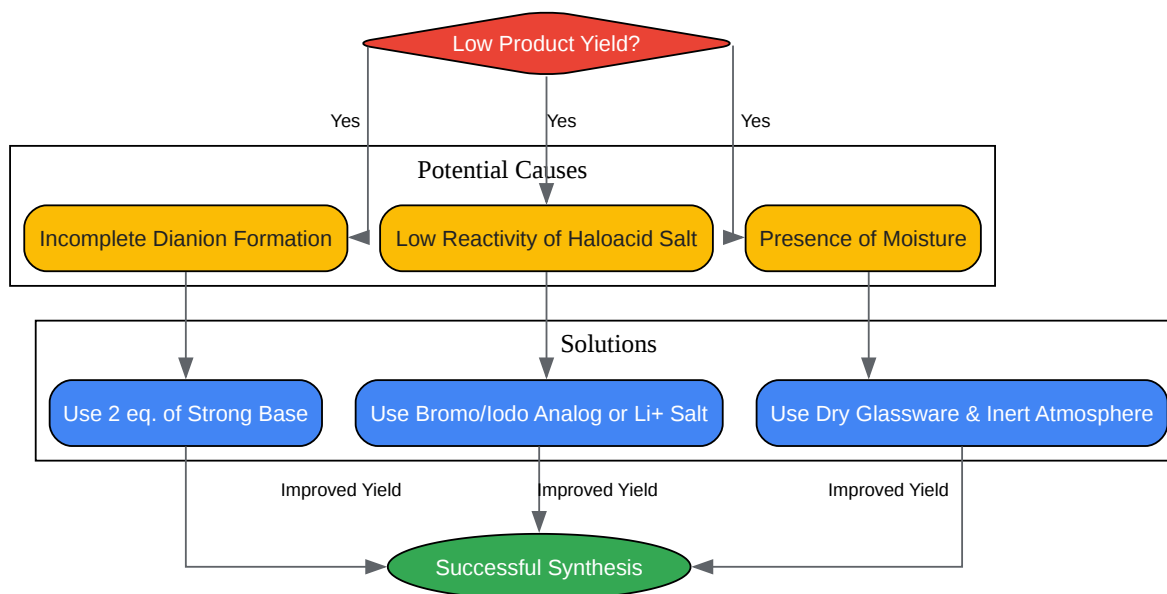 Low Product Yield?
Yes
Yes
Yes
Potential Causes
Incomplete Dianion Formation
Low Reactivity of Haloacid Salt
Presence of Moisture
Solutions
Use 2 eq. of Strong Base
Use Bromo/Iodo Analog or Li+ Salt
Use Dry Glassware & Inert Atmosphere
Improved Yield
Improved Yield
Improved Yield
Successful Synthesis